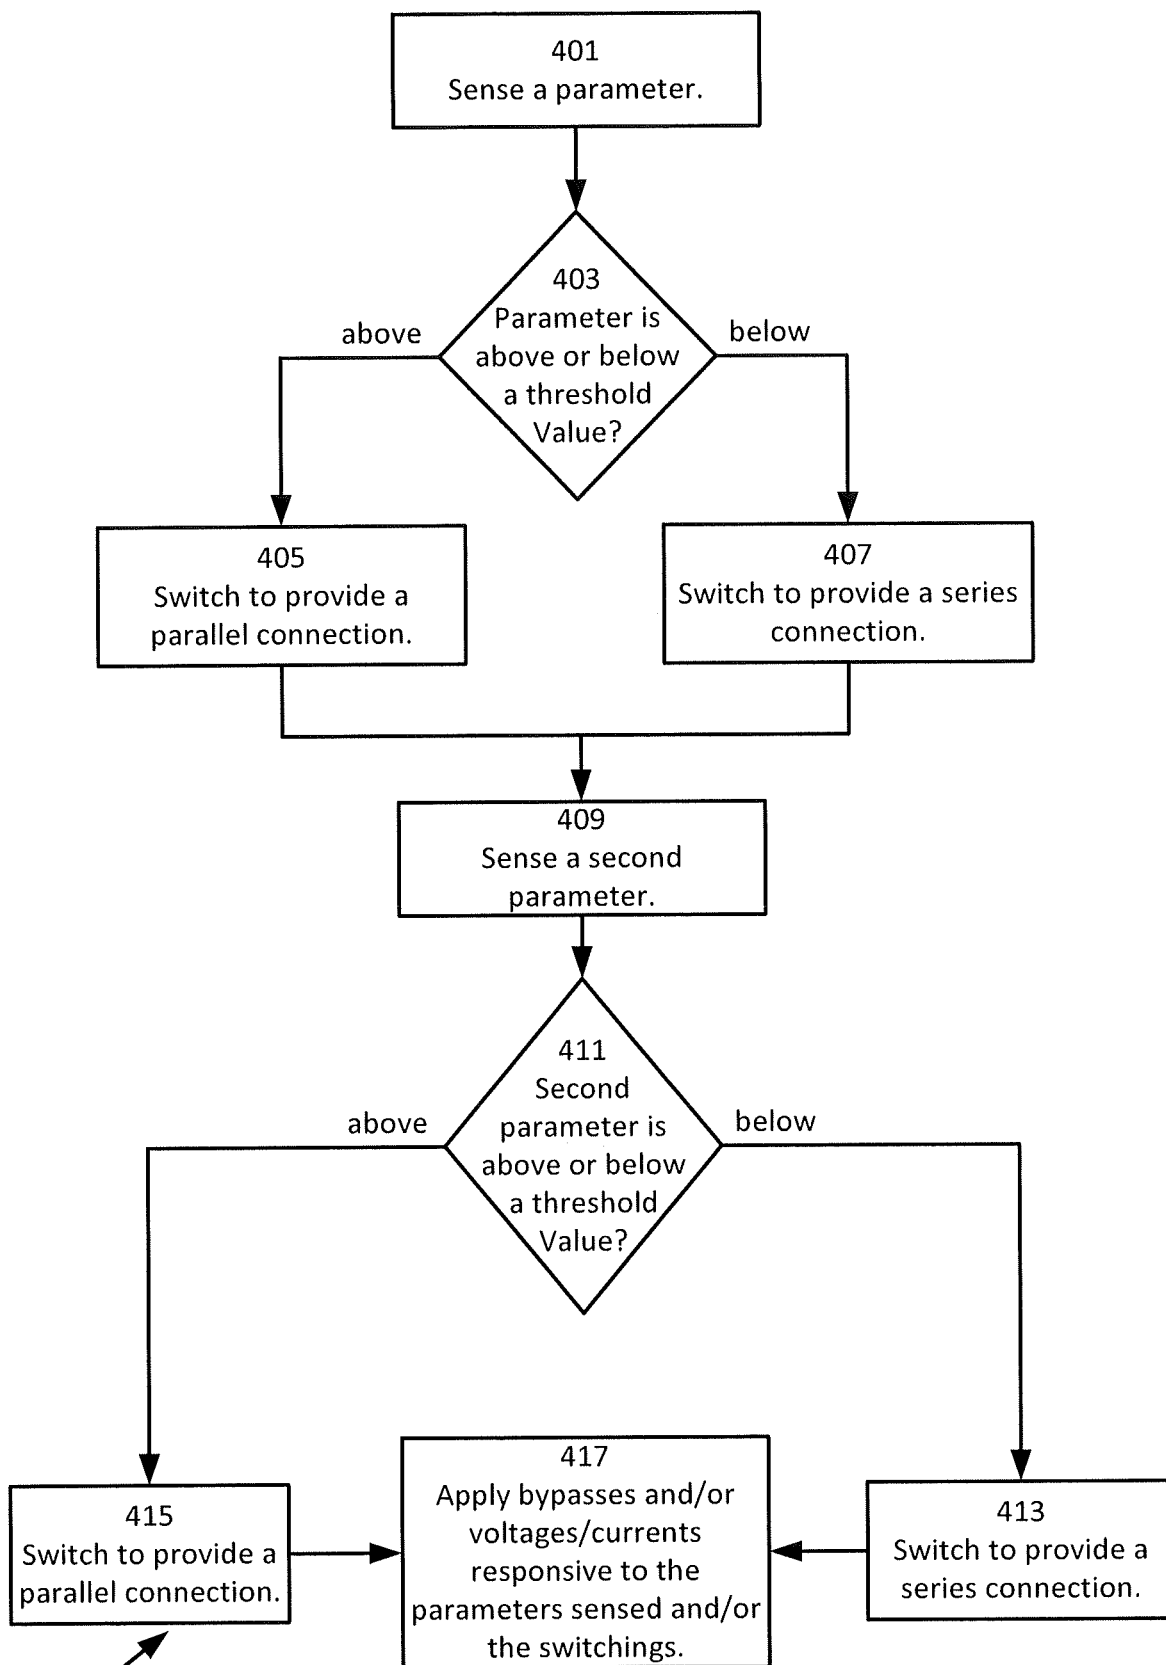 401
Sense a parameter.
403
Parameter is
above or below
a threshold
Value?
above
below
405
Switch to provide a
parallel connection.
407
Switch to provide a series
connection.
409
Sense a second
parameter.
411
Second
parameter is
above or below
a threshold
Value?
above
below
415
Switch to provide a
parallel connection.
417
Apply bypasses and/or
voltages/currents
responsive to the
parameters sensed and/or
the switchings.
413
Switch to provide a
series connection.